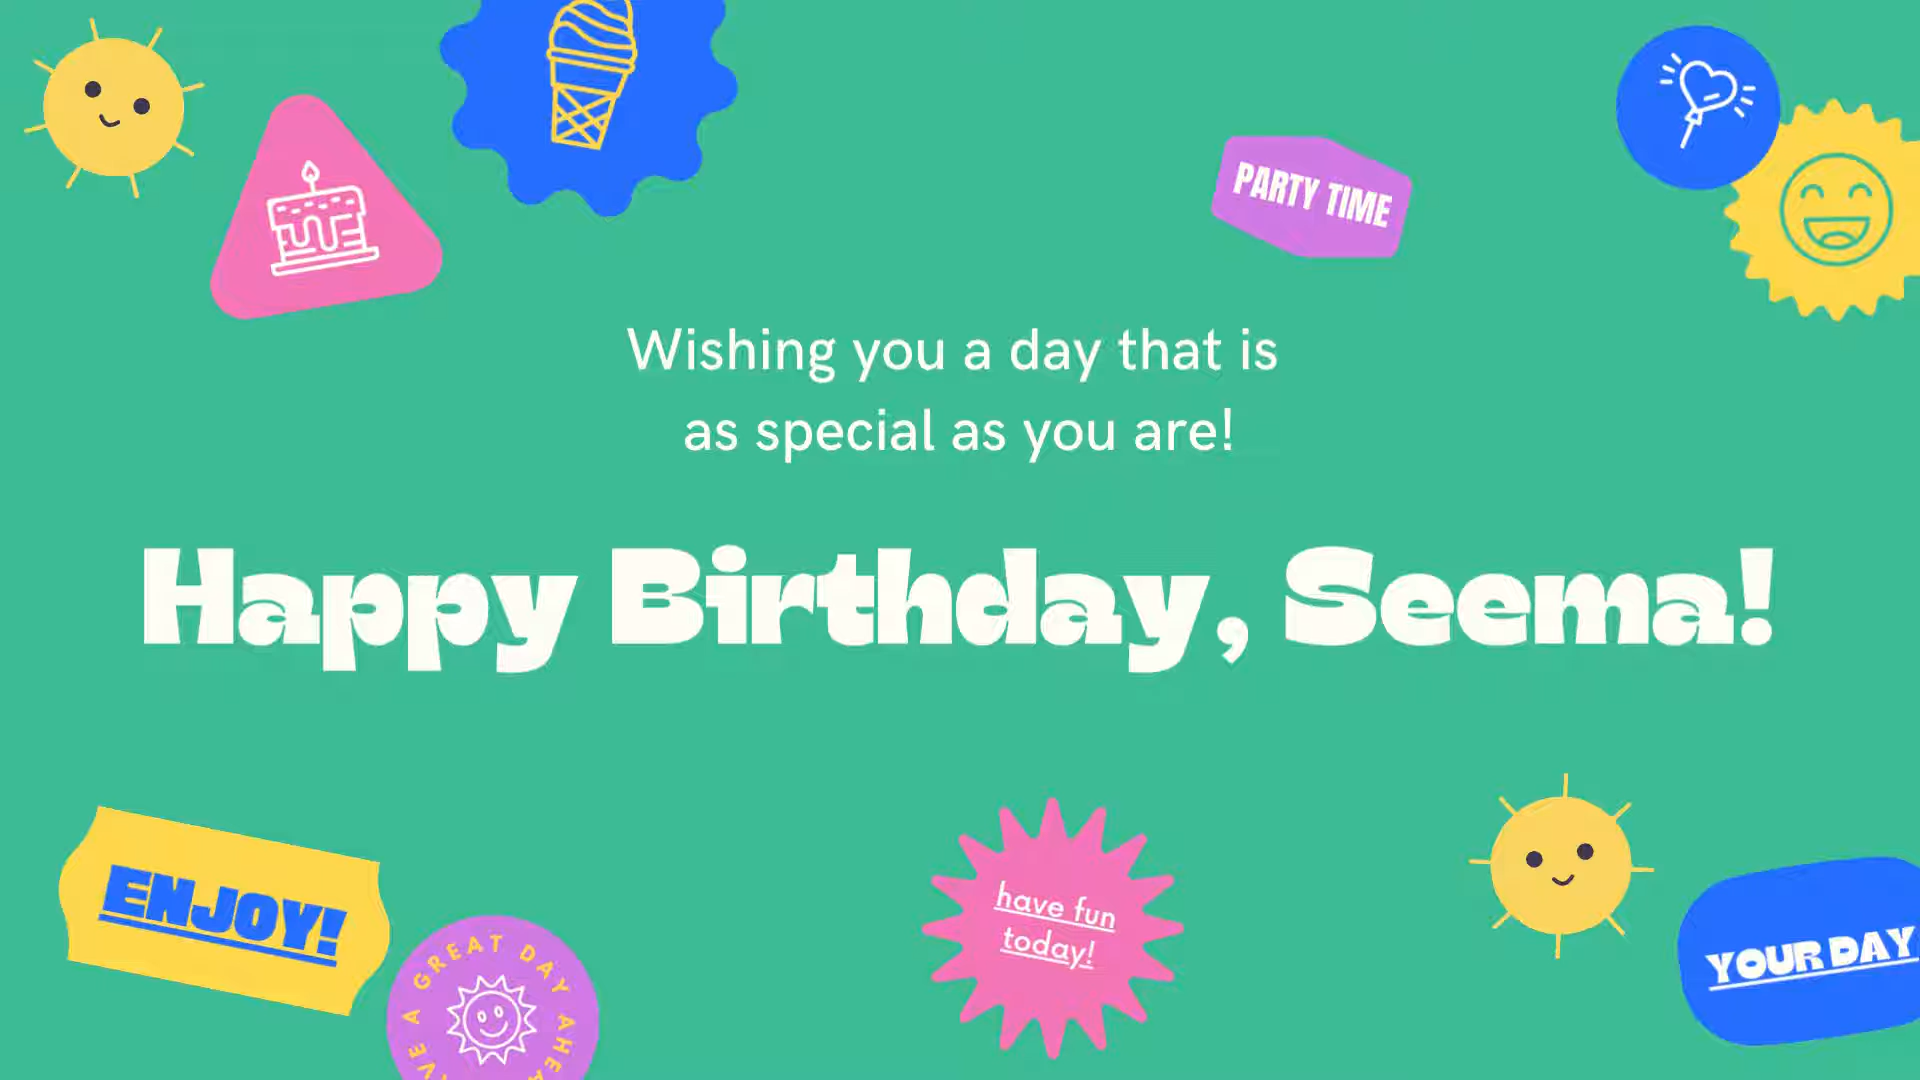 PARTY TIME
Wishing you a day that is
as special as you are!
Happy Birthday, Seema!
ENJOY!
have fun
today!
YOUR DAY
A GREAT DAY